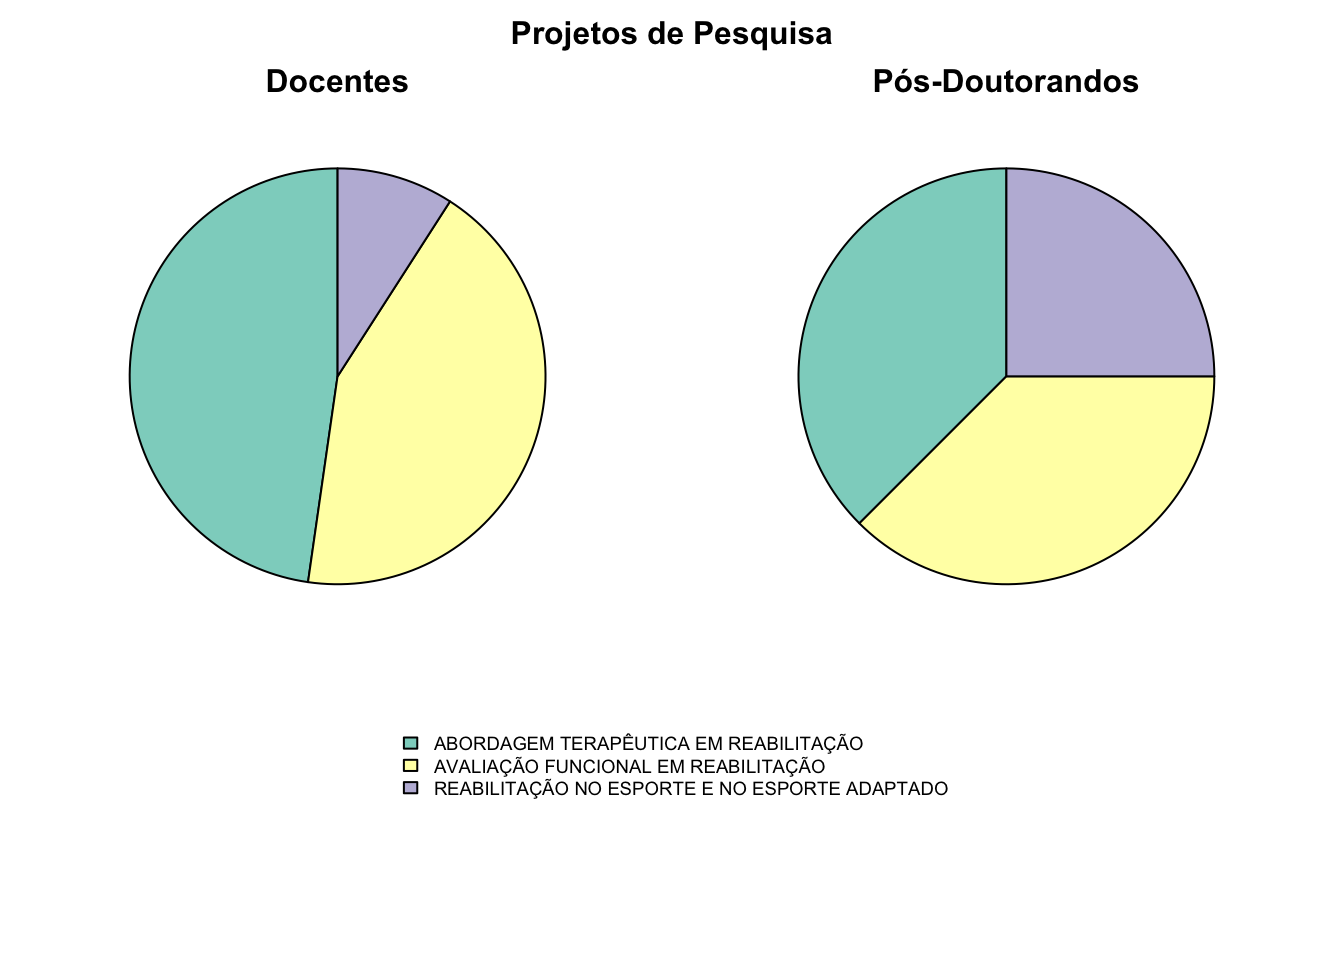 Projetos de Pesquisa
Docentes
Pós-Doutorandos
ABORDAGEM TERAPÊUTICA EM REABILITAÇÃO
AVALIAÇÃO FUNCIONAL EM REABILITAÇÃO
REABILITAÇÃO NO ESPORTE E NO ESPORTE ADAPTADO